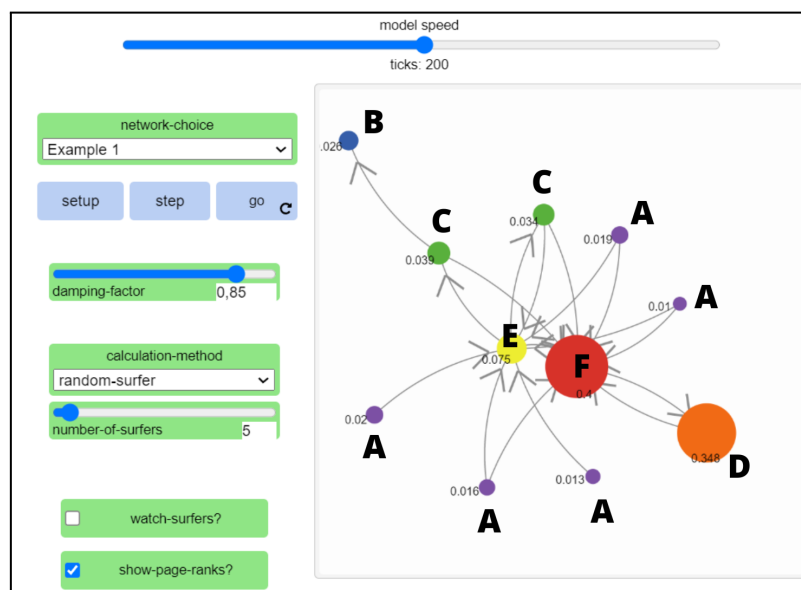 model speed
ticks: 200
network-choice
Example 1
setup
step
go
damping-factor
0,85
calculation-method
random-surfer
number-of-surfers
5
watch-surfers?
show-page-ranks?
B
.026
C
0.034
A
0.019
C
0.039
A
0.01
E
0.075
F
0.4
0.02
A
0.348
D
0.016
A
0.013
A